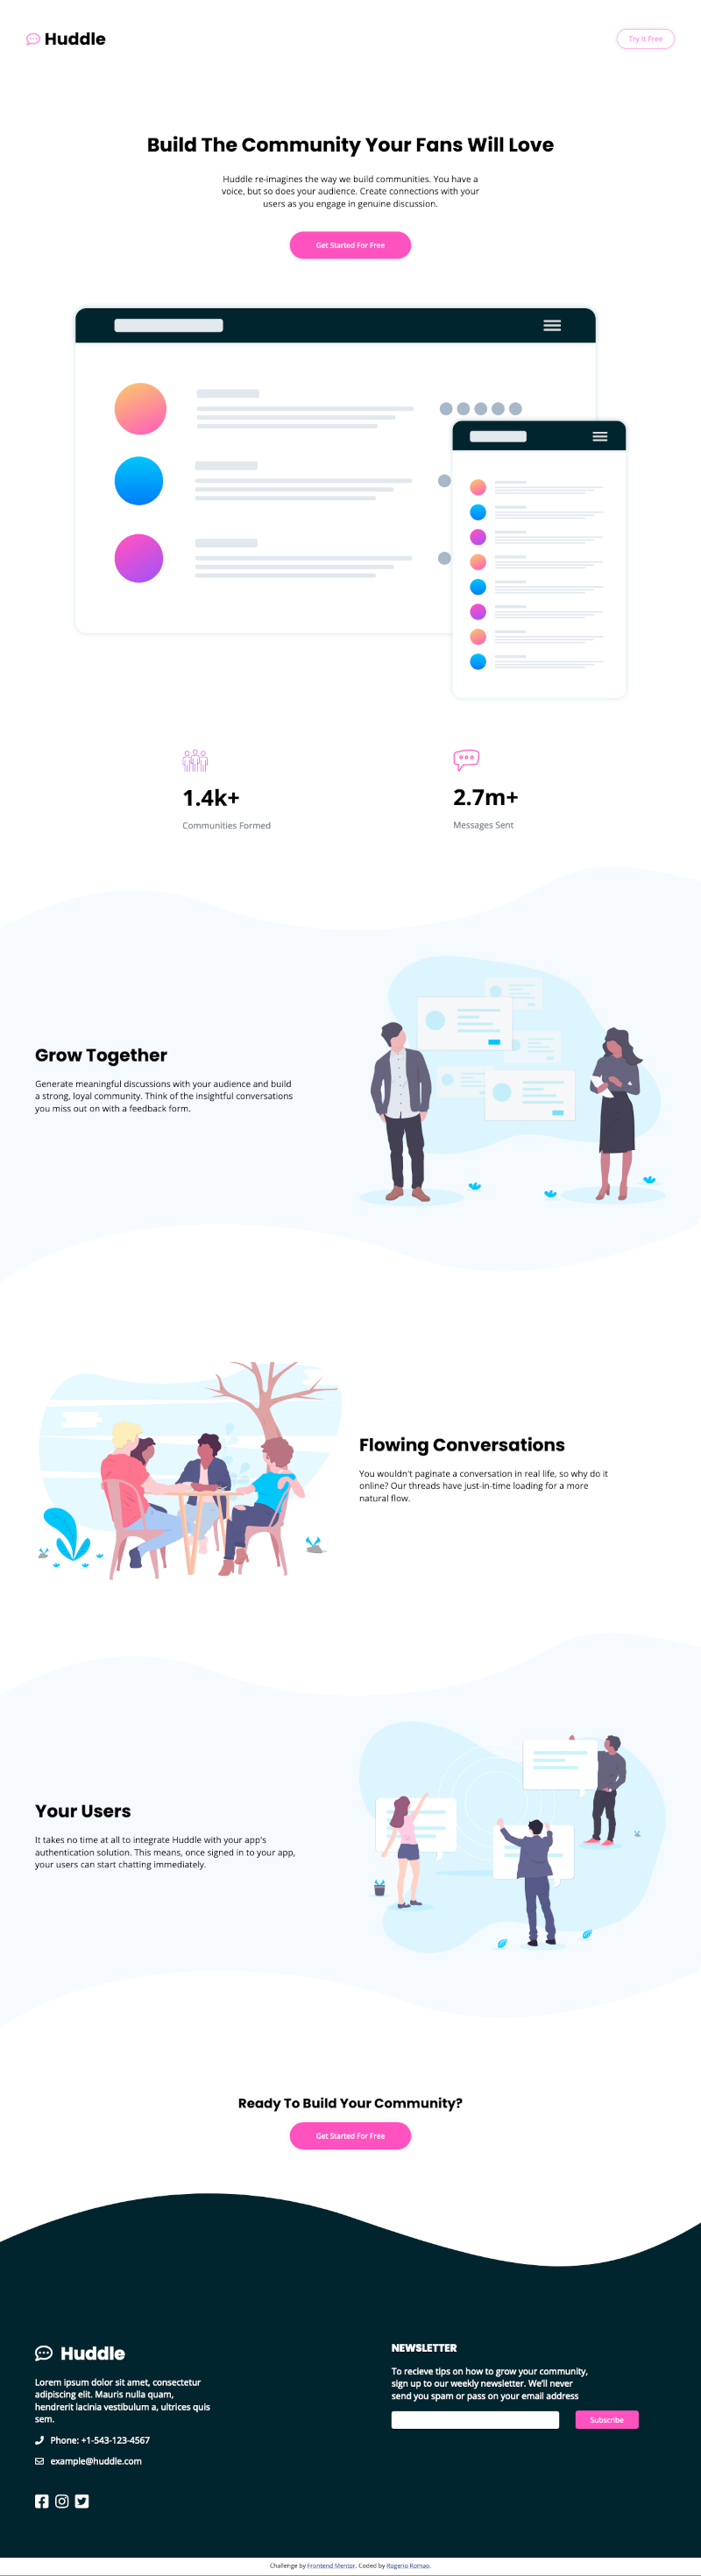 Huddle
Try It Free
Build The Community Your Fans Will Love
Huddle re-imagines the way we build communities. You have a
voice, but so does your audience. Create connections with your
users as you engage in genuine discussion.
Get Started For Free
1.4k+
Communities Formed
2.7m+
Messages Sent
Grow Together
Generate meaningful discussions with your audience and build
a strong, loyal community. Think of the insightful conversations
you miss out on with a feedback form.
Flowing Conversations
You wouldn't paginate a conversation in real life, so why do it
online? Our threads have just-in-time loading for a more
natural flow.
Your Users
It takes no time at all to integrate Huddle with your app's
authentication solution. This means, once signed in to your app,
your users can start chatting immediately.
Ready To Build Your Community?
Get Started For Free
Huddle
Lorem ipsum dolor sit amet, consectetur
adipiscing elit. Mauris nulla quam,
hendrerit lacinia vestibulum a, ultrices quis
sem.
Phone: +1-543-123-4567
example@huddle.com
NEWSLETTER
To recieve tips on how to grow your community,
sign up to our weekly newsletter. We'll never
send you spam or pass on your email address
Subscribe
Challenge by Frontend Mentor. Coded by Rogerio Romao.